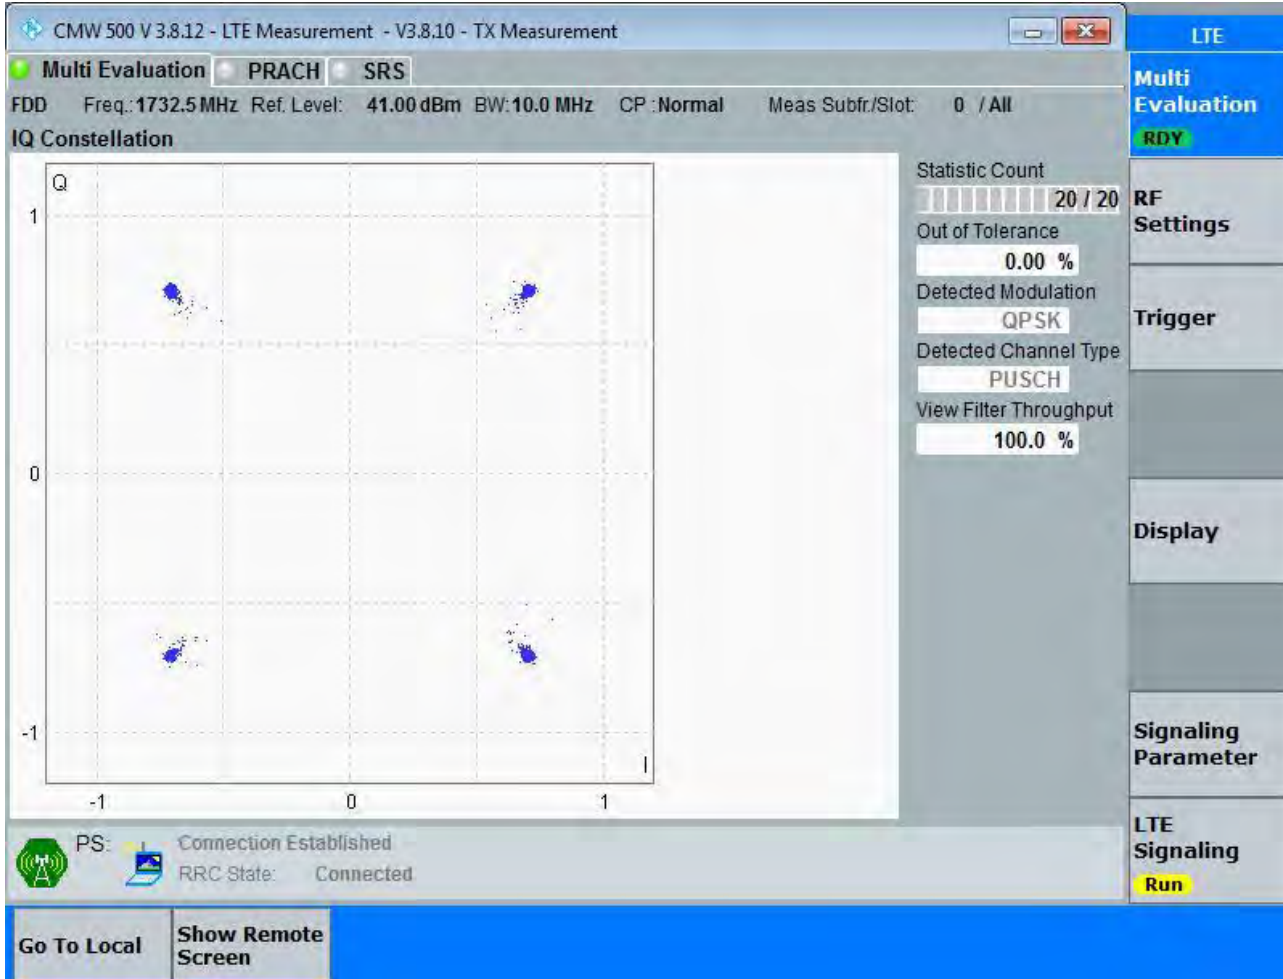 CMW 500 V 3.8.12 - LTE Measurement - V3.8.10 - TX Measurement
LTE
Multi Evaluation PRACH SRS
FDD Freq.:1732.5 MHz Ref. Level: 41.00 dBm BW:10.0 MHz CP :Normal Meas Subfr./Slot: 0 / All
IQ Constellation
Q
1
0
-1
I
-1 0 1
Statistic Count
20 / 20
Out of Tolerance
0.00 %
Detected Modulation
QPSK
Detected Channel Type
PUSCH
View Filter Throughput
100.0 %
Multi
Evaluation
RDY
RF
Settings
Trigger
Display
Signaling
Parameter
LTE
Signaling
Run
PS: Connection Established
RRC State: Connected
Go To Local
Show Remote
Screen